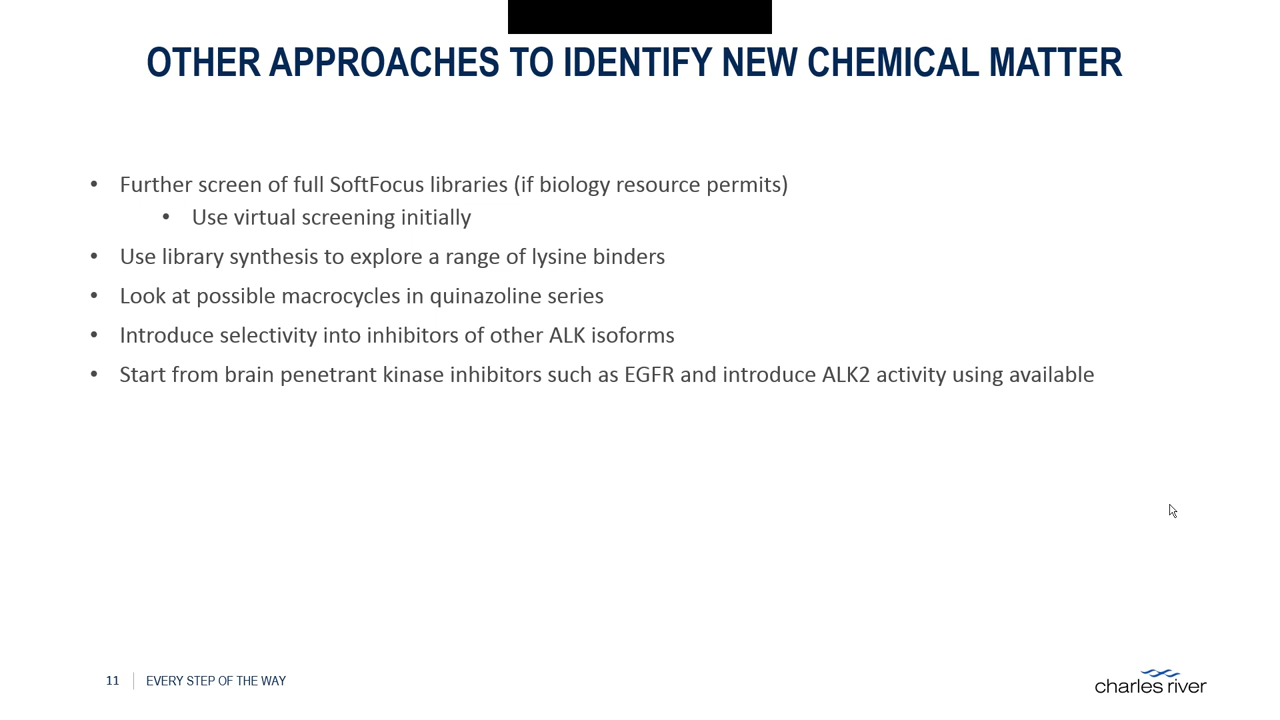 OTHER APPROACHES TO IDENTIFY NEW CHEMICAL MATTER
• Further screen of full SoftFocus libraries (if biology resource permits)
• Use virtual screening initially
• Use library synthesis to explore a range of lysine binders
• Look at possible macrocycles in quinazoline series
• Introduce selectivity into inhibitors of other ALK isoforms
• Start from brain penetrant kinase inhibitors such as EGFR and introduce ALK2 activity using available
11 EVERY STEP OF THE WAY
charles river